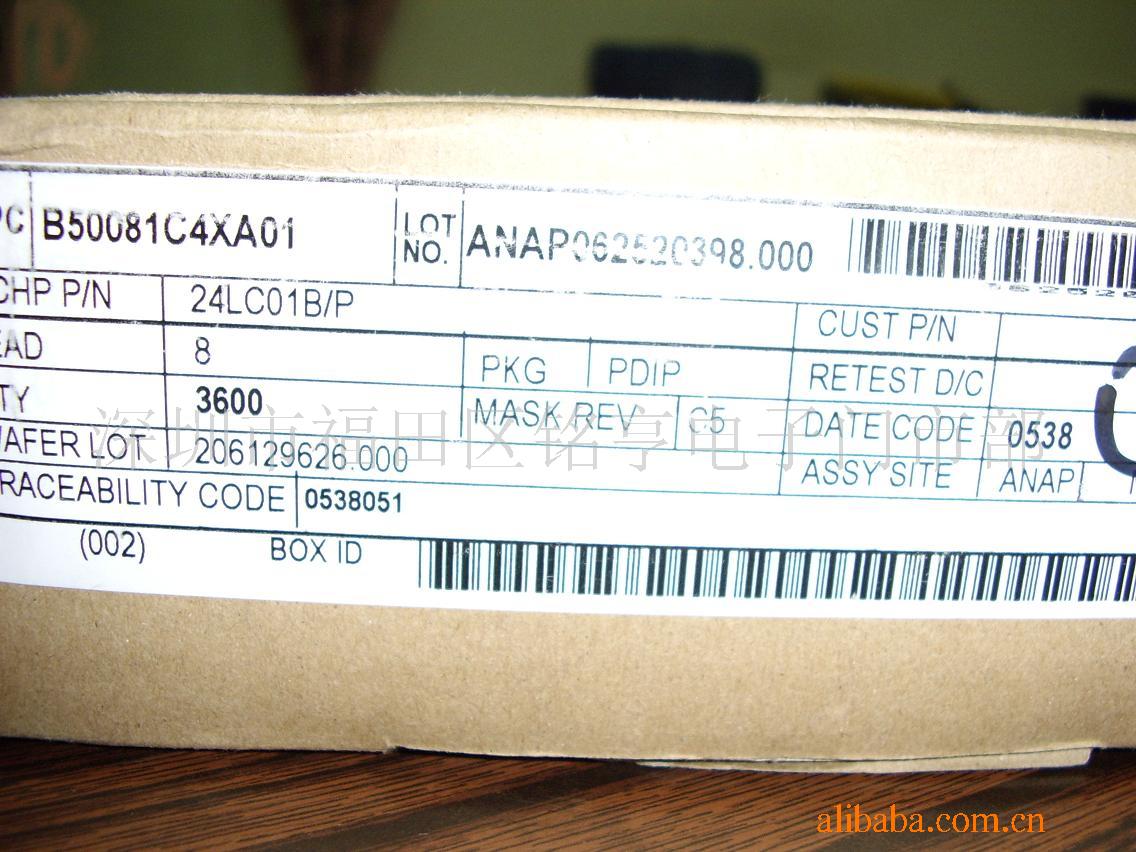 PC B50081C4XA01 LOT NO. ANAP062520398.000
CHP P/N 24LC01B/P CUST P/N
EAD 8 PKG PDIP RETEST D/C
TY 3600 MASK REV C5 DATE CODE 0538
WAFER LOT 206129626.000 ASSY SITE ANAP
RACEABILITY CODE 0538051
(002) BOX ID
深圳市福田区铭亨电子门市部
alibaba.com.cn